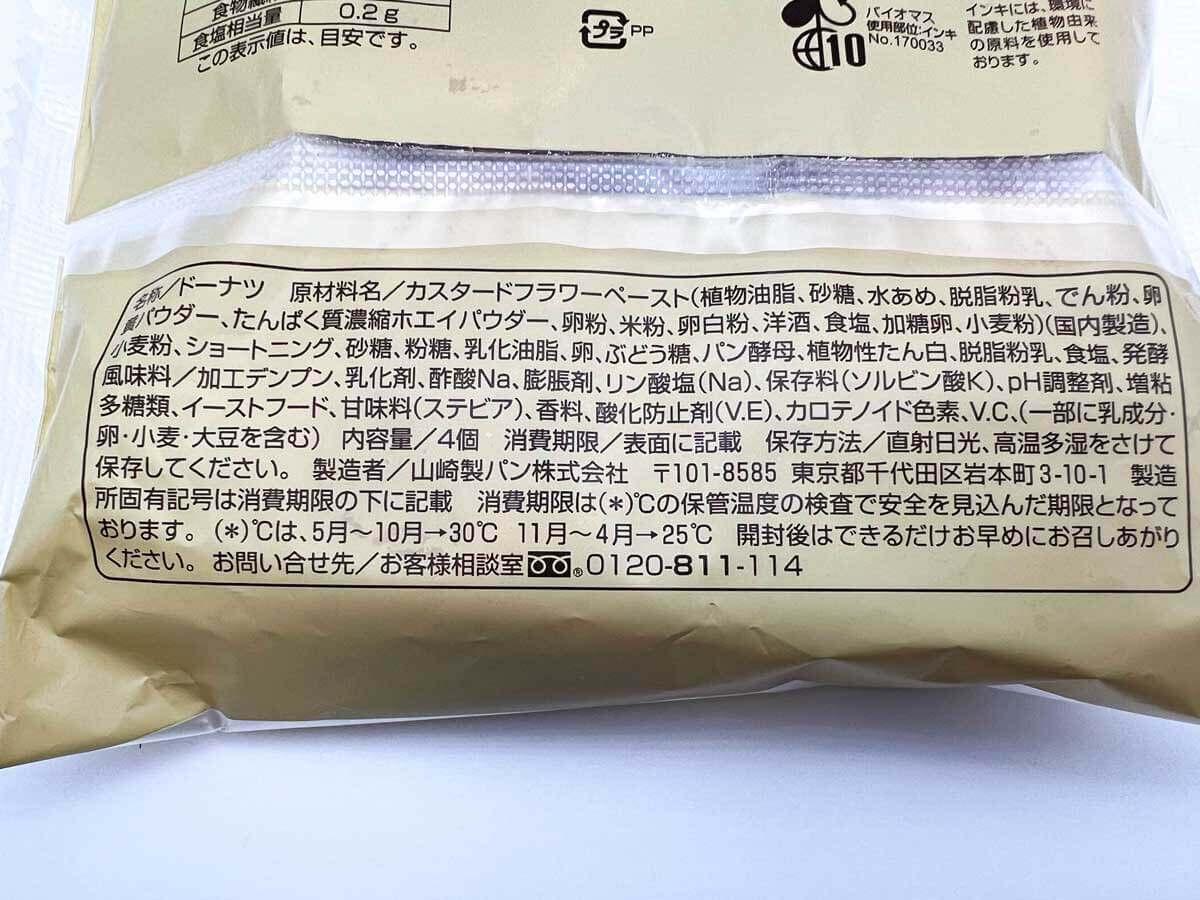 食物繊維
食塩相当量 0.2g
この表示値は、目安です。
プラ PP
バイオマス
使用部位:インキ
No.170033
10
インキには、環境に
配慮した植物由来
の原料を使用して
おります。
名称/ドーナツ 原材料名/カスタードフラワーペースト(植物油脂、砂糖、水あめ、脱脂粉乳、でん粉、卵
黄パウダー、たんぱく質濃縮ホエイパウダー、卵粉、米粉、卵白粉、洋酒、食塩、加糖卵、小麦粉)(国内製造)、
小麦粉、ショートニング、砂糖、粉糖、乳化油脂、卵、ぶどう糖、パン酵母、植物性たん白、脱脂粉乳、食塩、発酵
風味料/加工デンプン、乳化剤、酢酸Na、膨脹剤、リン酸塩(Na)、保存料(ソルビン酸K)、pH調整剤、増粘
多糖類、イーストフード、甘味料(ステビア)、香料、酸化防止剤(V.E)、カロテノイド色素、V.C、(一部に乳成分・
卵・小麦・大豆を含む) 内容量/4個 消費期限/表面に記載 保存方法/直射日光、高温多湿をさけて
保存してください。 製造者/山崎製パン株式会社 〒101-8585 東京都千代田区岩本町3-10-1 製造
所固有記号は消費期限の下に記載 消費期限は(*)℃の保管温度の検査で安全を見込んだ期限となって
おります。(*)℃は、5月〜10月→30℃ 11月〜4月→25℃ 開封後はできるだけお早めにお召しあがり
ください。 お問い合せ先/お客様相談室 ®0120-811-114